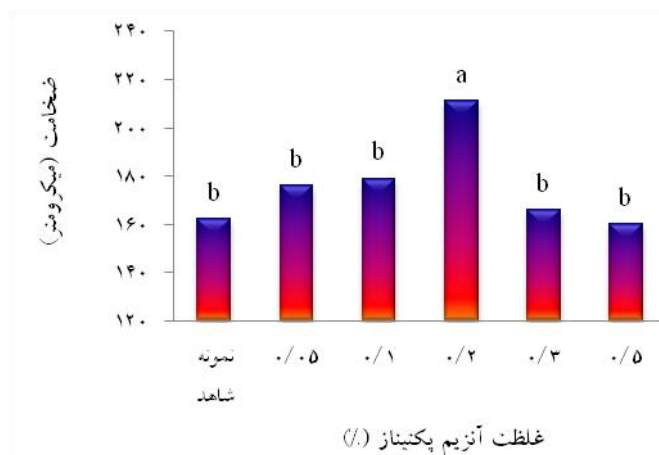 ضخامت (میکرومتر)
۲۴۰
۲۲۰
۲۰۰
۱۸۰
۱۶۰
۱۴۰
۱۲۰
b
b
b
a
b
b
نمونه
شاهد
۰/۰۵
۰/۱
۰/۲
۰/۳
۰/۵
غلظت آنزیم پکتیناز (٪)